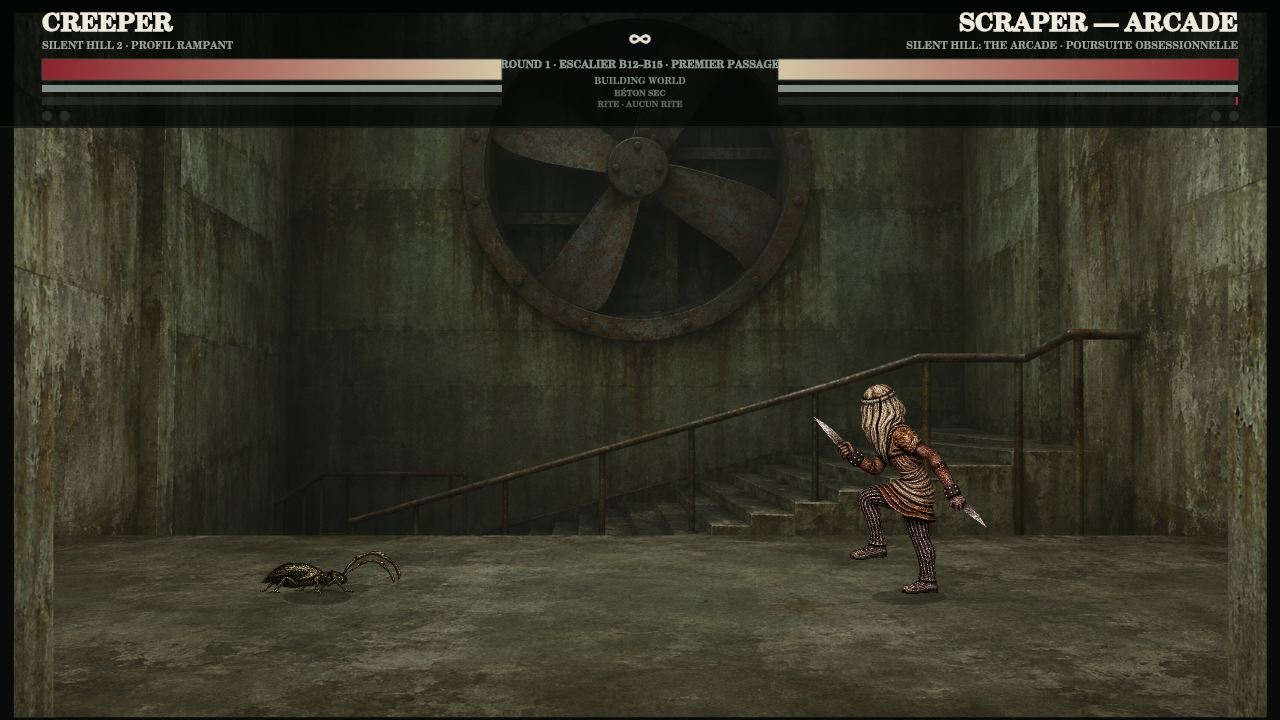 CREEPER
SILENT HILL 2 · PROFIL RAMPANT
∞
ROUND 1 · ESCALIER B12–B15 · PREMIER PASSAGE
BUILDING WORLD
BÉTON SEC
RITE · AUCUN RITE
SCRAPER — ARCADE
SILENT HILL: THE ARCADE · POURSUITE OBSESSIONNELLE